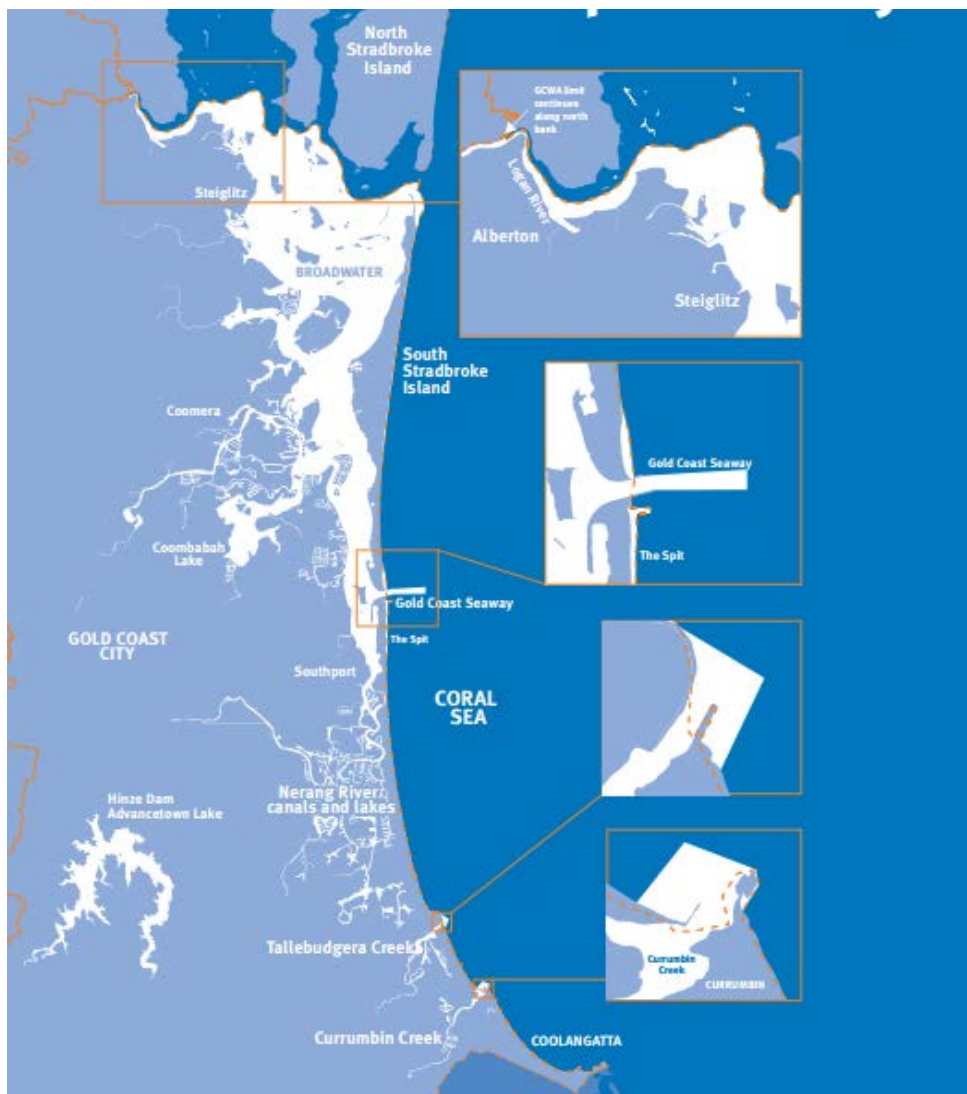 North
Stradbroke
Island
GCWA limit
continues
along north
bank
Logan River
Alberton
Steiglitz
Steiglitz
BROADWATER
South
Stradbroke
Island
Coomera
Gold Coast Seaway
The Spit
Coombabah
Lake
Gold Coast Seaway
The Spit
GOLD COAST
CITY
Southport
CORAL
SEA
Nerang River,
canals and lakes
Hinze Dam
Advancetown Lake
Tallebudgera Creek
Currumbin
Creek
CURRUMBIN
Currumbin Creek
COOLANGATTA